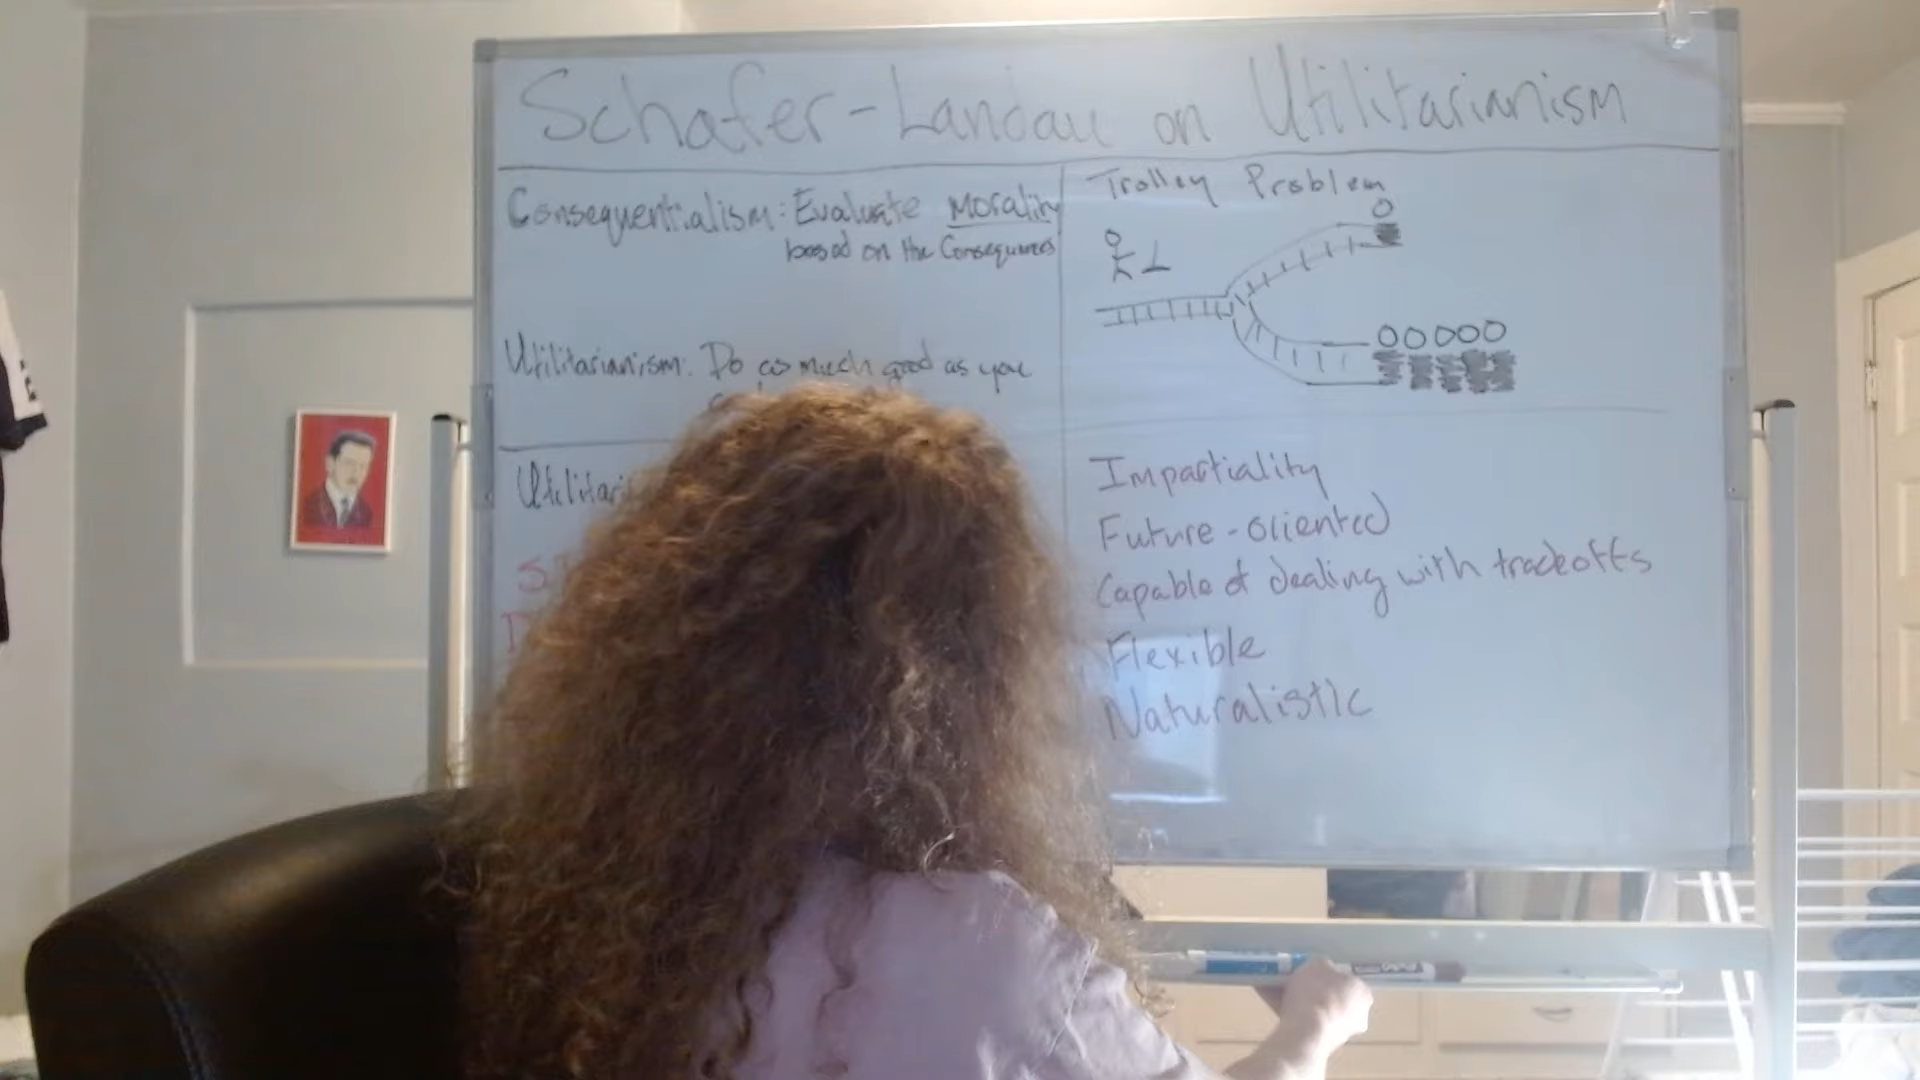 Schafer-Landau on Utilitarianism
Consequentialism: Evaluate Morality
based on the Consequences
Utilitarianism: Do as much good as you
Trolley Problem
Impartiality
Future-oriented
Capable of dealing with tradeoffs
Flexible
Naturalistic